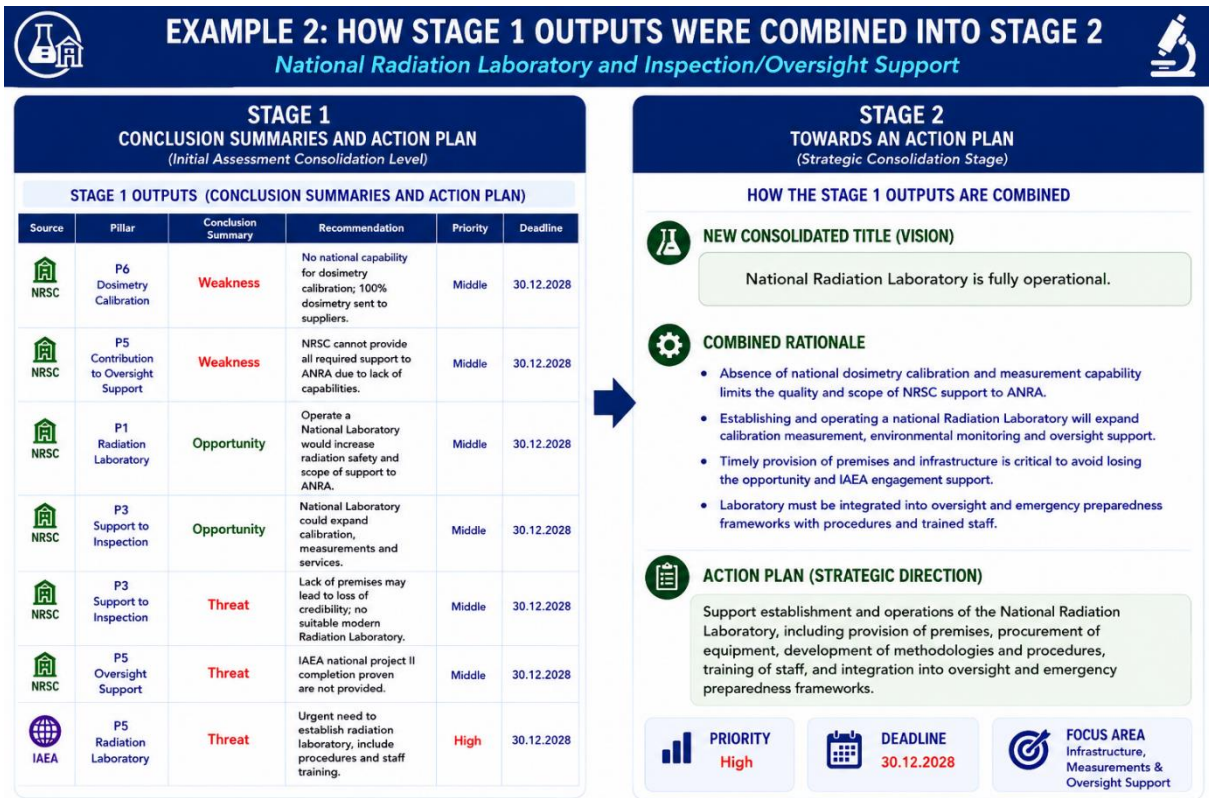 EXAMPLE 2: HOW STAGE 1 OUTPUTS WERE COMBINED INTO STAGE 2
National Radiation Laboratory and Inspection/Oversight Support
STAGE 1
CONCLUSION SUMMARIES AND ACTION PLAN
(Initial Assessment Consolidation Level)
STAGE 1 OUTPUTS (CONCLUSION SUMMARIES AND ACTION PLAN)
Source Pillar Conclusion Summary Recommendation Priority Deadline
NRSC
P6
Dosimetry
Calibration
Weakness
No national capability
for dosimetry
calibration; 100%
dosimetry sent to
suppliers.
Middle
30.12.2028
NRSC
P5
Contribution
to Oversight
Support
Weakness
NRSC cannot provide
all required support to
ANRA due to lack of
capabilities.
Middle
30.12.2028
NRSC
P1
Radiation
Laboratory
Opportunity
Operate a
National Laboratory
would increase
radiation safety and
scope of support to
ANRA.
Middle
30.12.2028
NRSC
P3
Support to
Inspection
Opportunity
National Laboratory
could expand
calibration,
measurements and
services.
Middle
30.12.2028
NRSC
P3
Support to
Inspection
Threat
Lack of premises may
lead to loss of
credibility; no
suitable modern
Radiation Laboratory.
Middle
30.12.2028
NRSC
P5
Oversight
Support
Threat
IAEA national project II
completion proven
are not provided.
Middle
30.12.2028
IAEA
P5
Radiation
Laboratory
Threat
Urgent need to
establish radiation
laboratory, include
procedures and staff
training.
High
30.12.2028
STAGE 2
TOWARDS AN ACTION PLAN
(Strategic Consolidation Stage)
HOW THE STAGE 1 OUTPUTS ARE COMBINED
NEW CONSOLIDATED TITLE (VISION)
National Radiation Laboratory is fully operational.
COMBINED RATIONALE
• Absence of national dosimetry calibration and measurement capability
limits the quality and scope of NRSC support to ANRA.
• Establishing and operating a national Radiation Laboratory will expand
calibration measurement, environmental monitoring and oversight support.
• Timely provision of premises and infrastructure is critical to avoid losing
the opportunity and IAEA engagement support.
• Laboratory must be integrated into oversight and emergency preparedness
frameworks with procedures and trained staff.
ACTION PLAN (STRATEGIC DIRECTION)
Support establishment and operations of the National Radiation
Laboratory, including provision of premises, procurement of
equipment, development of methodologies and procedures,
training of staff, and integration into oversight and emergency
preparedness frameworks.
PRIORITY
High
DEADLINE
30.12.2028
FOCUS AREA
Infrastructure,
Measurements &
Oversight Support